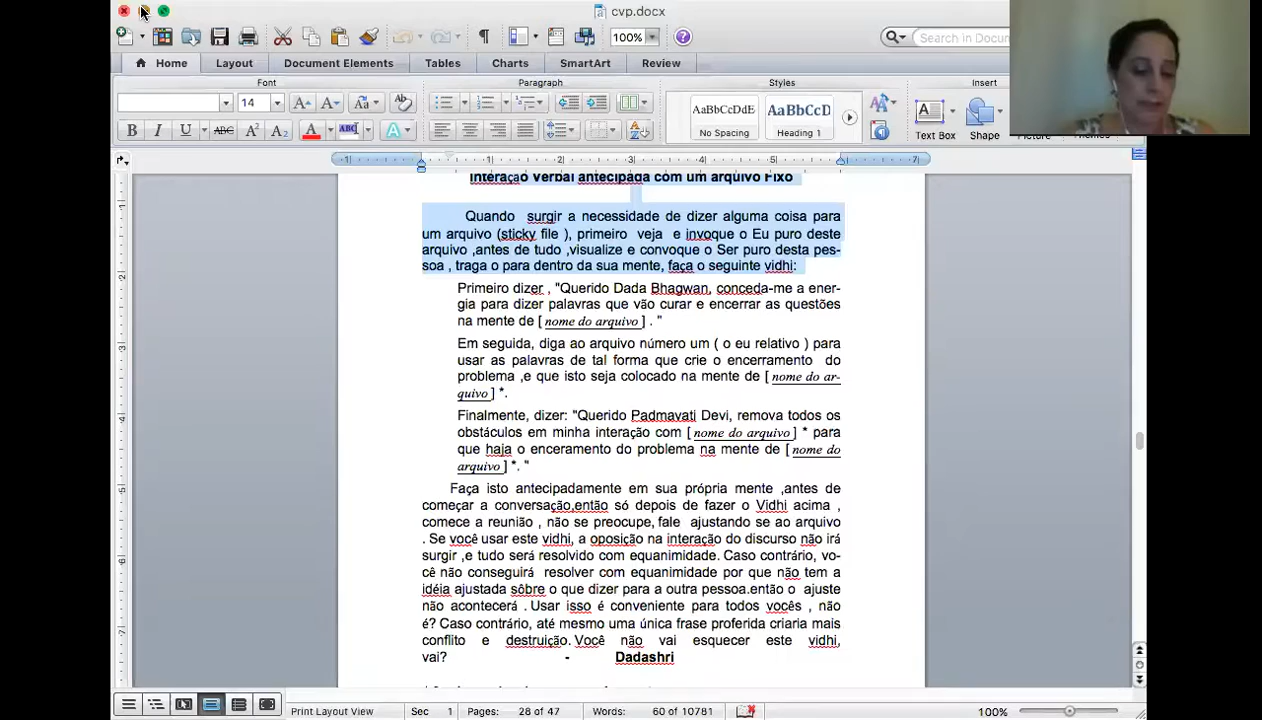 cvp.docx
100%
Search in Docum
Home Layout Document Elements Tables Charts SmartArt Review
Font Paragraph Styles Insert
14
AaBbCcDdE AaBbCcD
No Spacing Heading 1 Text Box Shape Picture
Interação Verbal antecipada com um arquivo Fixo
Quando surgir a necessidade de dizer alguma coisa para
um arquivo (sticky file ), primeiro veja e invoque o Eu puro deste
arquivo ,antes de tudo ,visualize e convoque o Ser puro desta pes-
soa , traga o para dentro da sua mente, faça o seguinte vidhi:
Primeiro dizer , "Querido Dada Bhagwan, conceda-me a ener-
gia para dizer palavras que vão curar e encerrar as questões
na mente de [ nome do arquivo ] . "
Em seguida, diga ao arquivo número um ( o eu relativo ) para
usar as palavras de tal forma que crie o encerramento do
problema ,e que isto seja colocado na mente de [ nome do ar-
quivo ] *.
Finalmente, dizer: "Querido Padmavati Devi, remova todos os
obstáculos em minha interação com [ nome do arquivo ] * para
que haja o enceramento do problema na mente de [ nome do
arquivo ] *. "
Faça isto antecipadamente em sua própria mente ,antes de
começar a conversação,então só depois de fazer o Vidhi acima ,
comece a reunião , não se preocupe, fale ajustando se ao arquivo
. Se você usar este vidhi, a oposição na interação do discurso não irá
surgir ,e tudo será resolvido com equanimidade. Caso contrário, vo-
cê não conseguirá resolver com equanimidade por que não tem a
idéia ajustada sôbre o que dizer para a outra pessoa.então o ajuste
não acontecerá . Usar isso é conveniente para todos vocês , não
é? Caso contrário, até mesmo uma única frase proferida criaria mais
conflito e destruição. Você não vai esquecer este vidhi,
vai? - Dadashri
Print Layout View Sec 1 Pages: 28 of 47 Words: 60 of 10781 100%